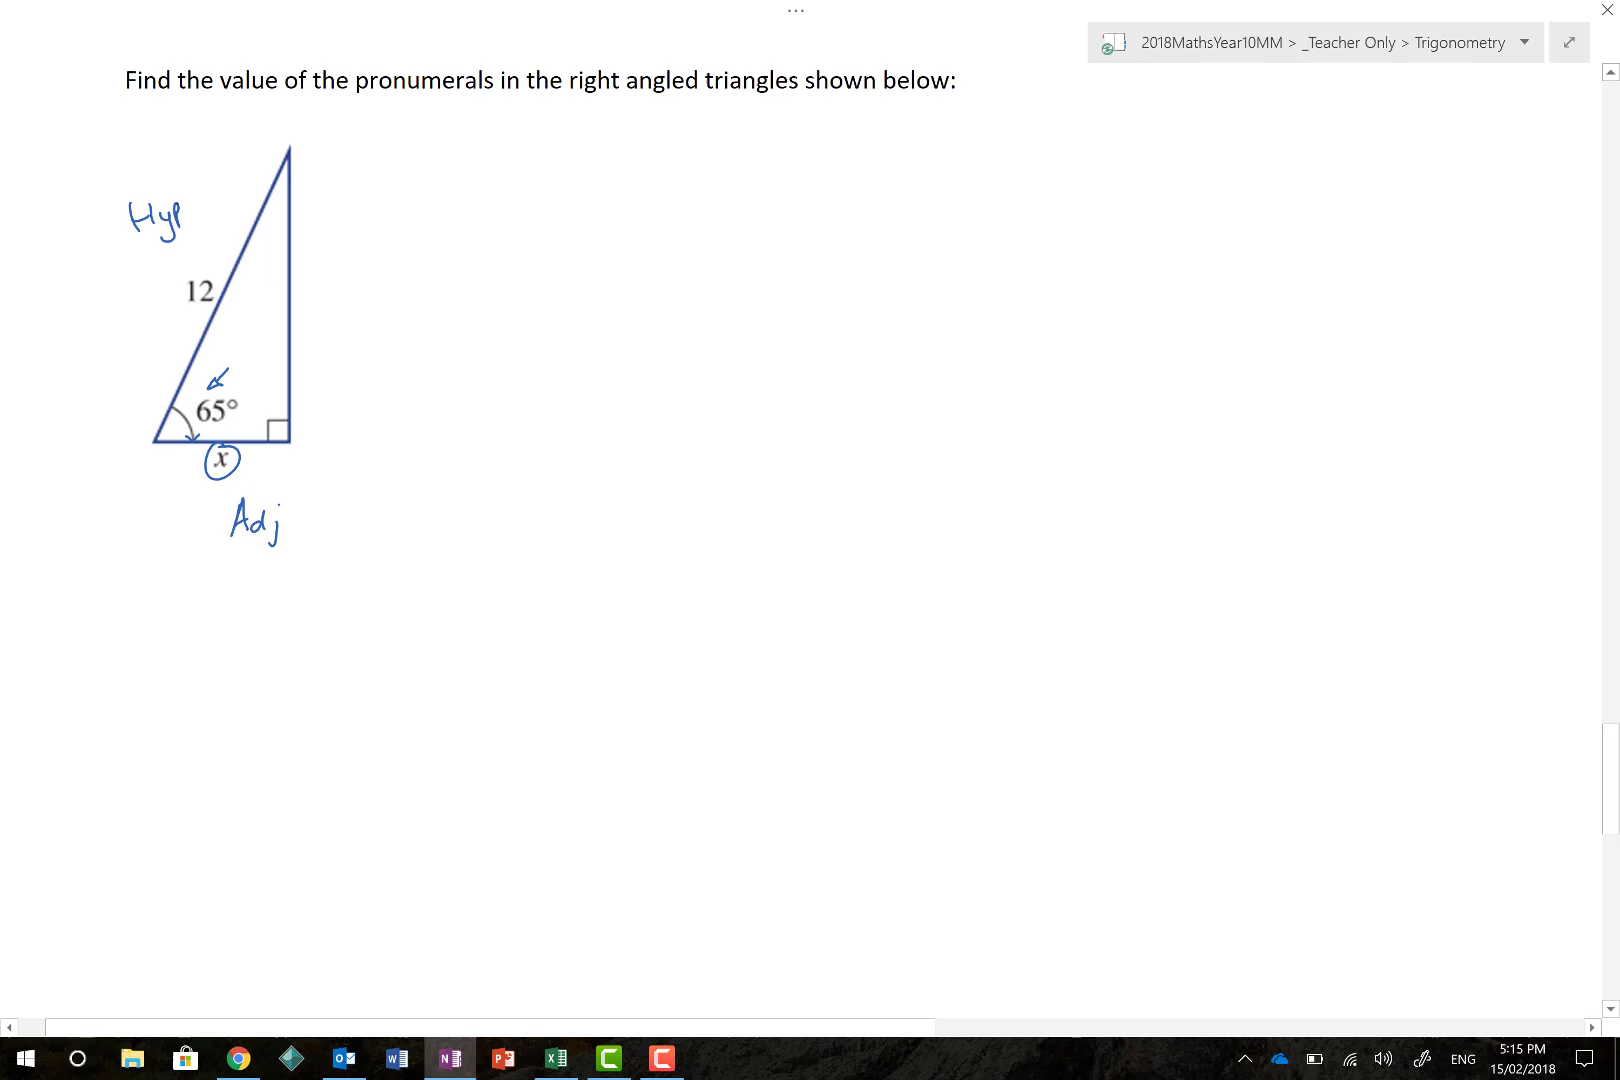 2018MathsYear10MM > _Teacher Only > Trigonometry
Find the value of the pronumerals in the right angled triangles shown below:
Hyp
12
65°
x
Adj
5:15 PM
ENG
15/02/2018